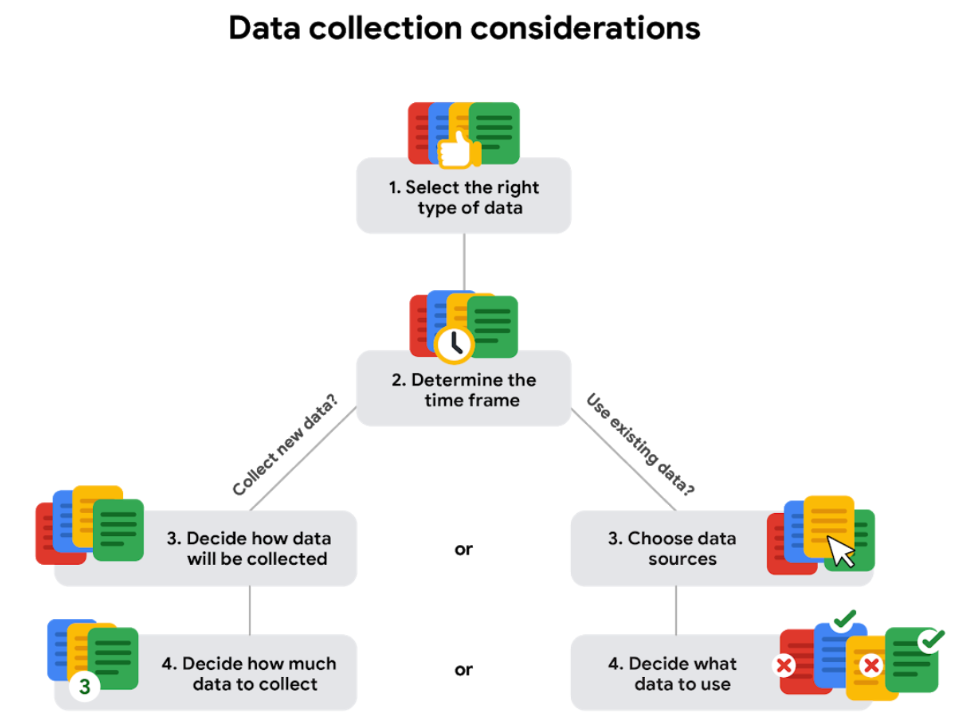 Data collection considerations
1. Select the right
type of data
2. Determine the
time frame
Collect new data?
Use existing data?
3. Decide how data
will be collected
or
3. Choose data
sources
4. Decide how much
data to collect
3
or
4. Decide what
data to use